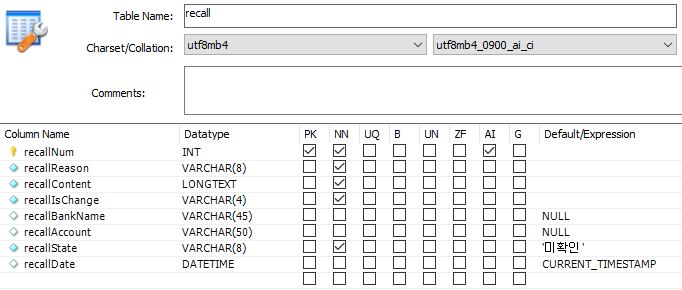 Table Name: recall
Charset/Collation: utf8mb4 utf8mb4_0900_ai_ci
Comments:
Column Name Datatype PK NN UQ B UN ZF AI G Default/Expression
recallNum INT
recallReason VARCHAR(8)
recallContent LONGTEXT
recallIsChange VARCHAR(4)
recallBankName VARCHAR(45) NULL
recallAccount VARCHAR(50) NULL
recallState VARCHAR(8) '미확인'
recallDate DATETIME CURRENT_TIMESTAMP